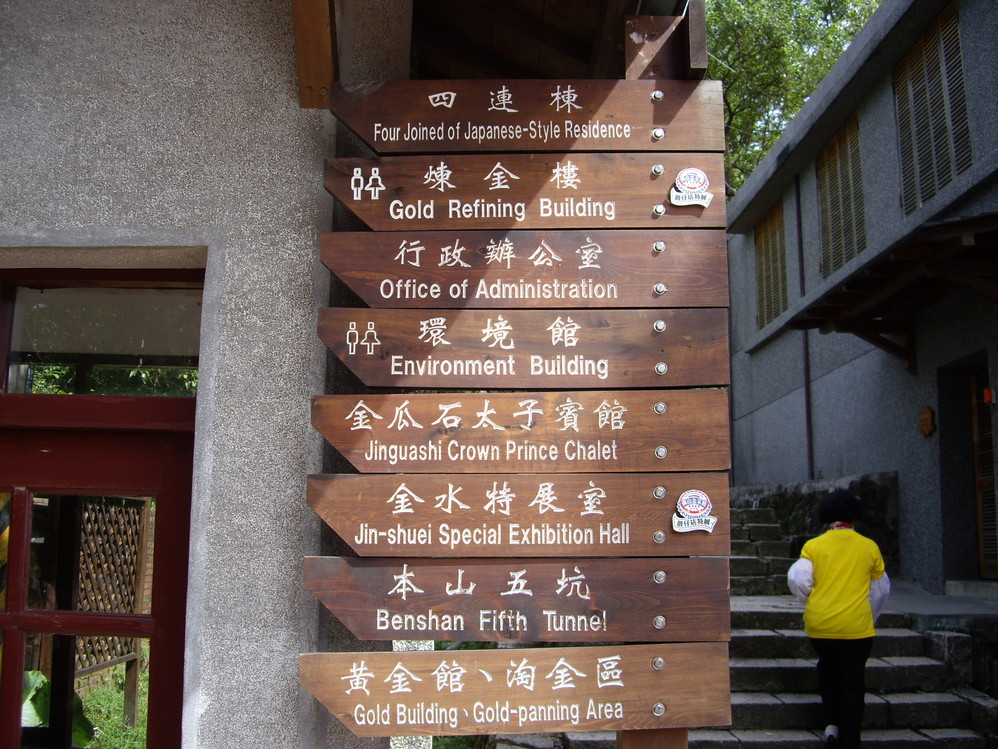 四連棟
Four Joined of Japanese-Style Residence
煉金樓
Gold Refining Building
行政辦公室
Office of Administration
環境館
Environment Building
金瓜石太子賓館
Jinguashi Crown Prince Chalet
金水特展室
Jin-shuei Special Exhibition Hall
本山五坑
Benshan Fifth Tunnel
黃金館、淘金區
Gold Building、Gold-panning Area